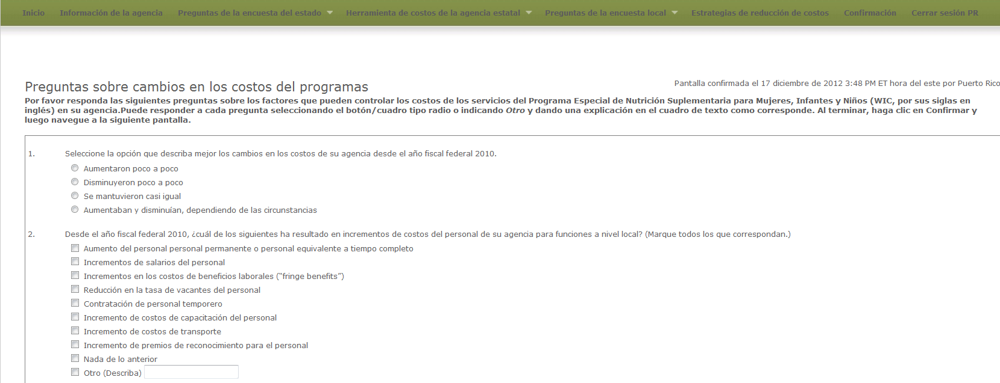 Inicio Información de la agencia Preguntas de la encuesta del estado Herramienta de costos de la agencia estatal Preguntas de la encuesta local Estrategias de reducción de costos Confirmación Cerrar sesión PR
Preguntas sobre cambios en los costos del programas
Pantalla confirmada el 17 diciembre de 2012 3:48 PM ET hora del este por Puerto Rico
Por favor responda las siguientes preguntas sobre los factores que pueden controlar los costos de los servicios del Programa Especial de Nutrición Suplementaria para Mujeres, Infantes y Niños (WIC, por sus siglas en
inglés) en su agencia.Puede responder a cada pregunta seleccionando el botón/cuadro tipo radio o indicando Otro y dando una explicación en el cuadro de texto como corresponde. Al terminar, haga clic en Confirmar y
luego navegue a la siguiente pantalla.
1. Seleccione la opción que describa mejor los cambios en los costos de su agencia desde el año fiscal federal 2010.
Aumentaron poco a poco
Disminuyeron poco a poco
Se mantuvieron casi igual
Aumentaban y disminuían, dependiendo de las circunstancias
2. Desde el año fiscal federal 2010, ¿cuál de los siguientes ha resultado en incrementos de costos del personal de su agencia para funciones a nivel local? (Marque todos los que correspondan.)
Aumento del personal personal permanente o personal equivalente a tiempo completo
Incrementos de salarios del personal
Incrementos en los costos de beneficios laborales (“fringe benefits”)
Reducción en la tasa de vacantes del personal
Contratación de personal temporero
Incremento de costos de capacitación del personal
Incremento de costos de transporte
Incremento de premios de reconocimiento para el personal
Nada de lo anterior
Otro (Describa)